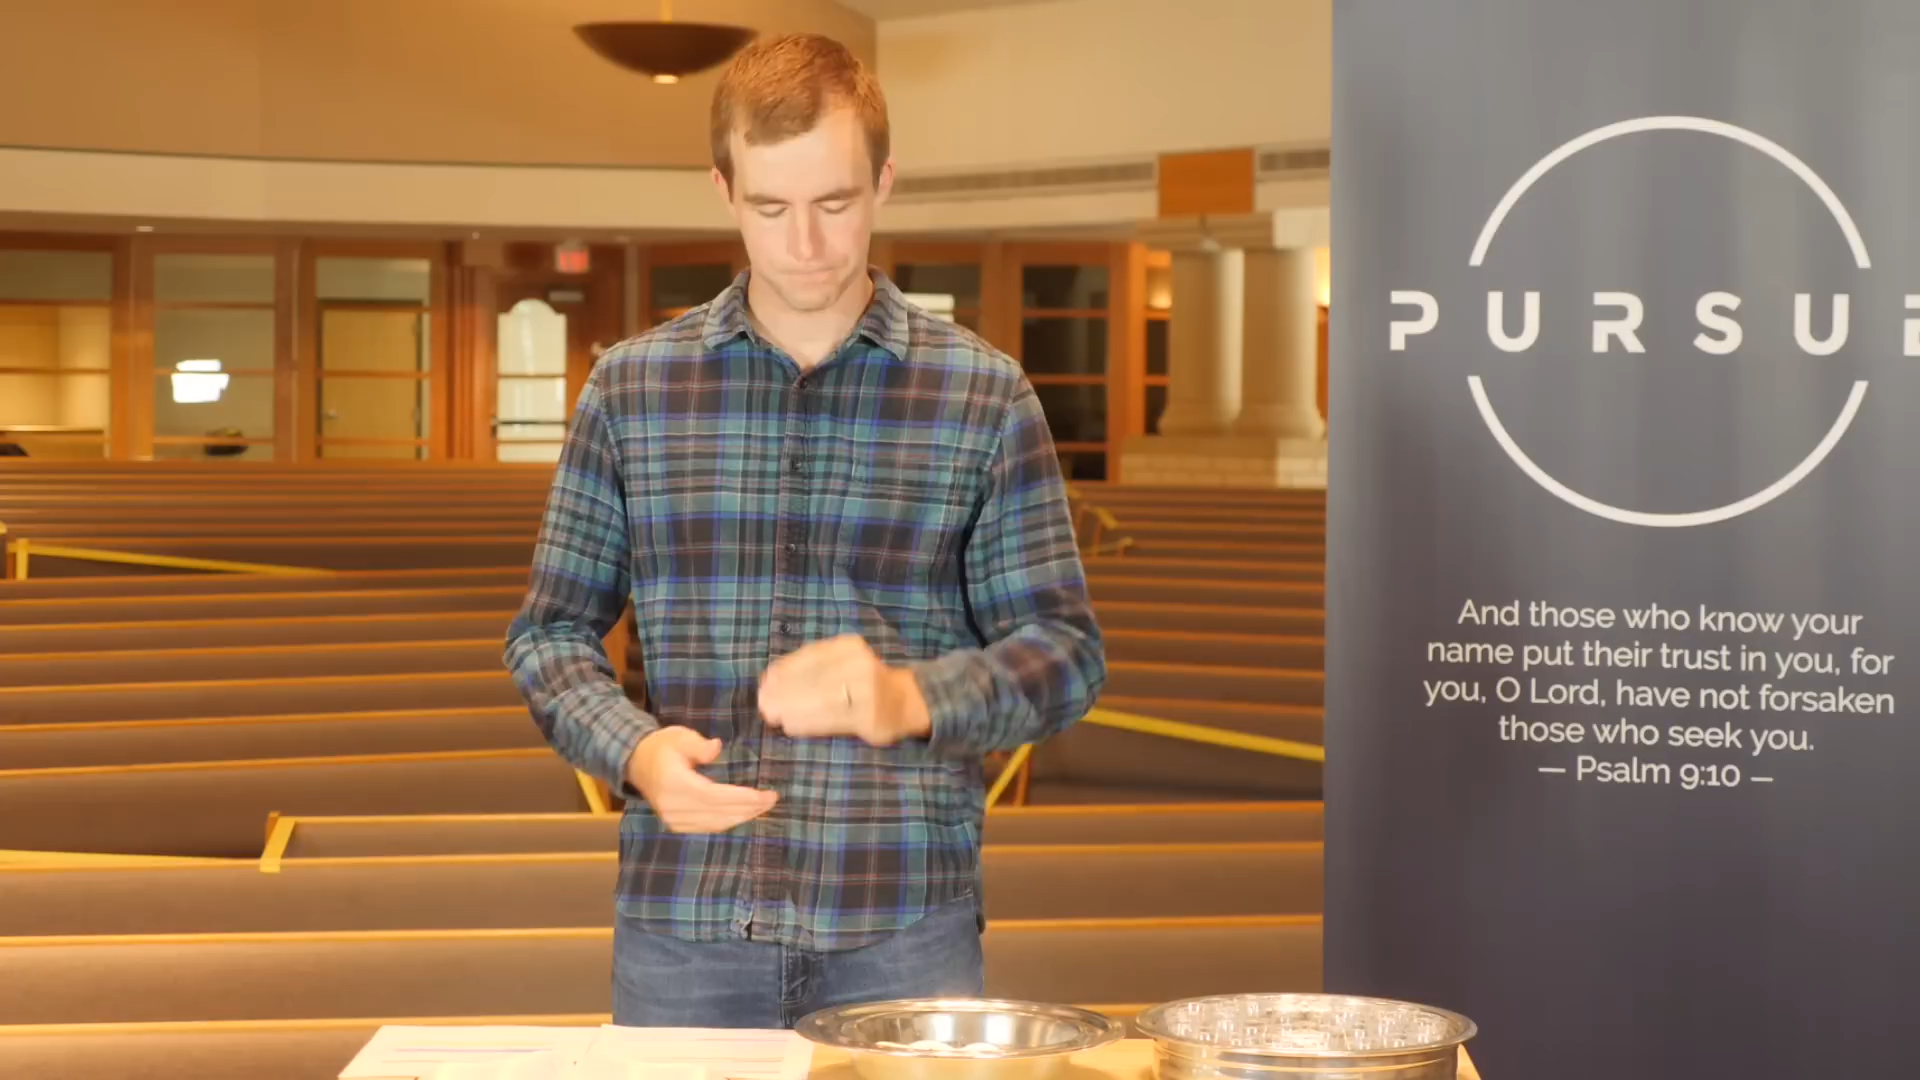 PURSUE
And those who know your
name put their trust in you, for
you, O Lord, have not forsaken
those who seek you.
— Psalm 9:10 —